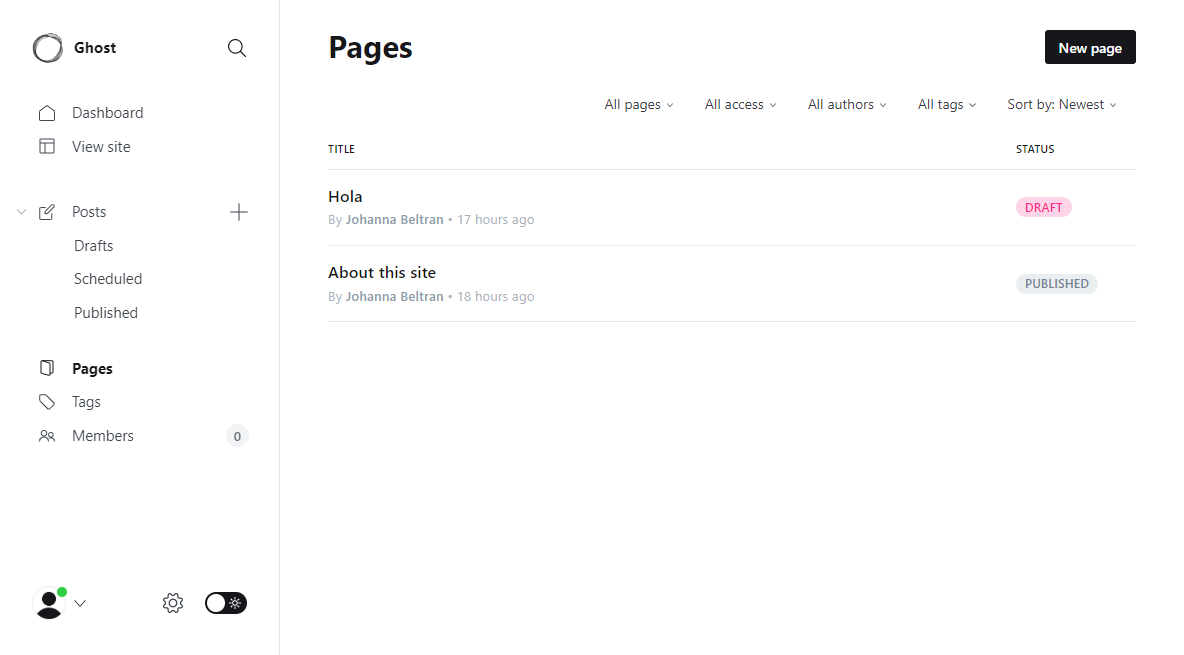 Ghost
Dashboard
View site
Posts
Drafts
Scheduled
Published
Pages
Tags
Members 0
Pages
New page
All pages All access All authors All tags Sort by: Newest
TITLE STATUS
Hola
By Johanna Beltran • 17 hours ago
DRAFT
About this site
By Johanna Beltran • 18 hours ago
PUBLISHED